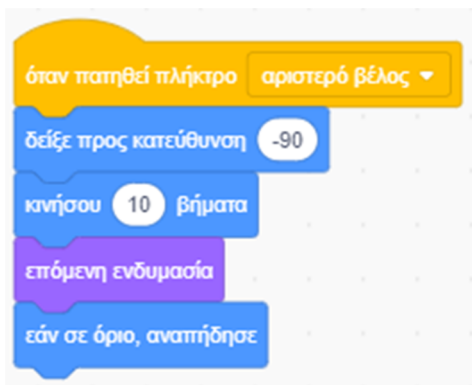 όταν πατηθεί πλήκτρο αριστερό βέλος
δείξε προς κατεύθυνση -90
κινήσου 10 βήματα
επόμενη ενδυμασία
εάν σε όριο, αναπήδησε